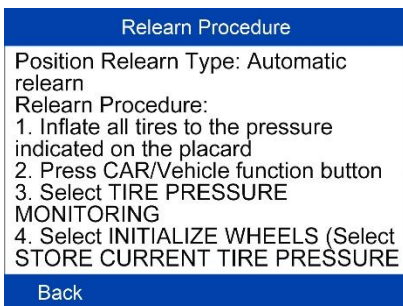 Relearn Procedure
Position Relearn Type: Automatic
relearn
Relearn Procedure:
1. Inflate all tires to the pressure
indicated on the placard
2. Press CAR/Vehicle function button
3. Select TIRE PRESSURE
MONITORING
4. Select INITIALIZE WHEELS (Select
STORE CURRENT TIRE PRESSURE
Back